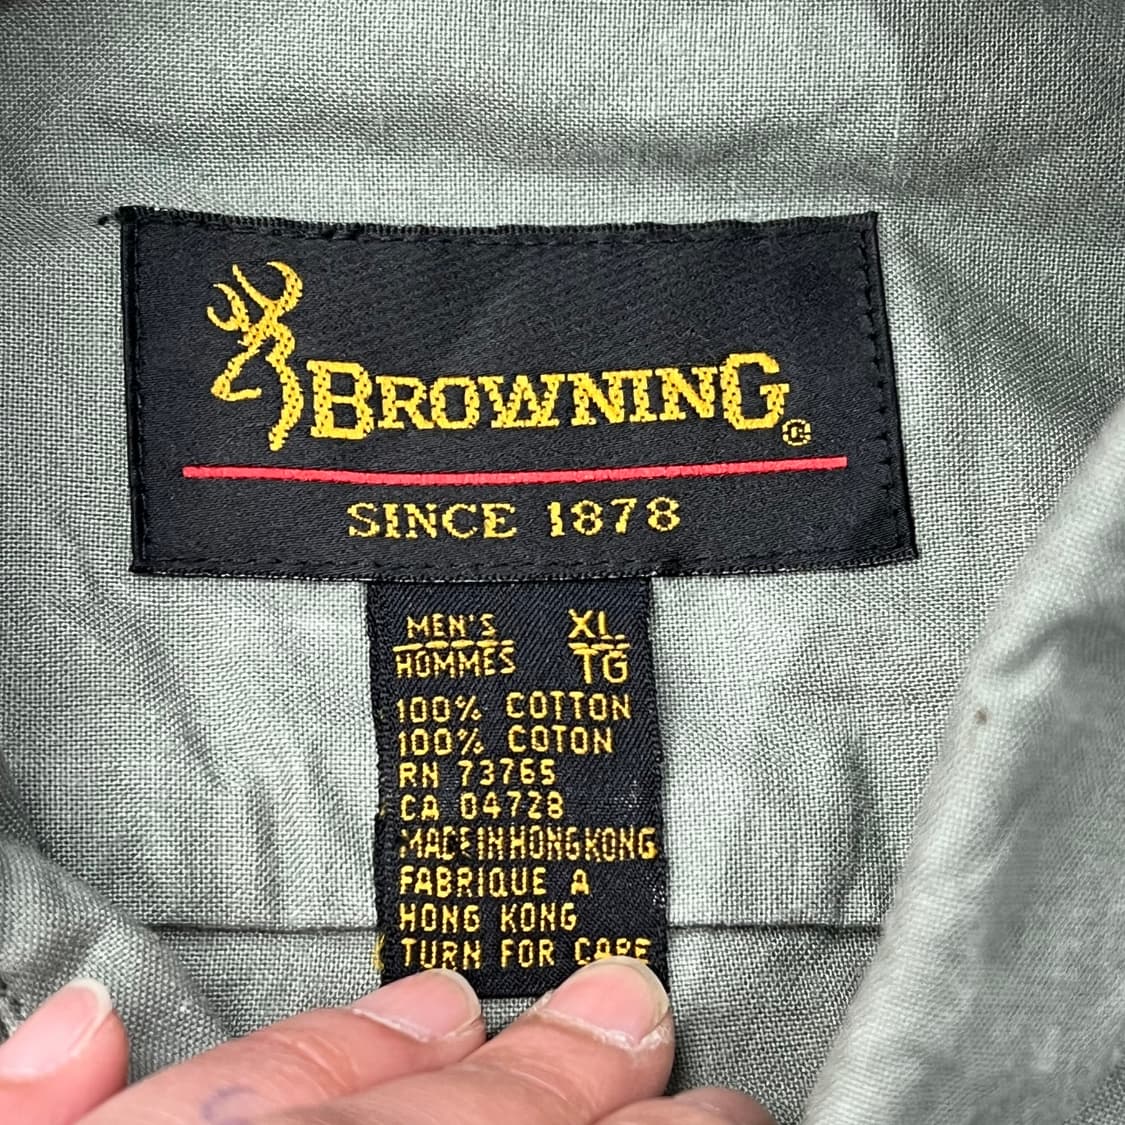 BROWNING®
SINCE 1878
MEN'S XL
HOMMES TG
100% COTTON
100% COTON
RN 73765
CA 04728
MADE IN HONG KONG
FABRIQUE A
HONG KONG
TURN FOR CARE